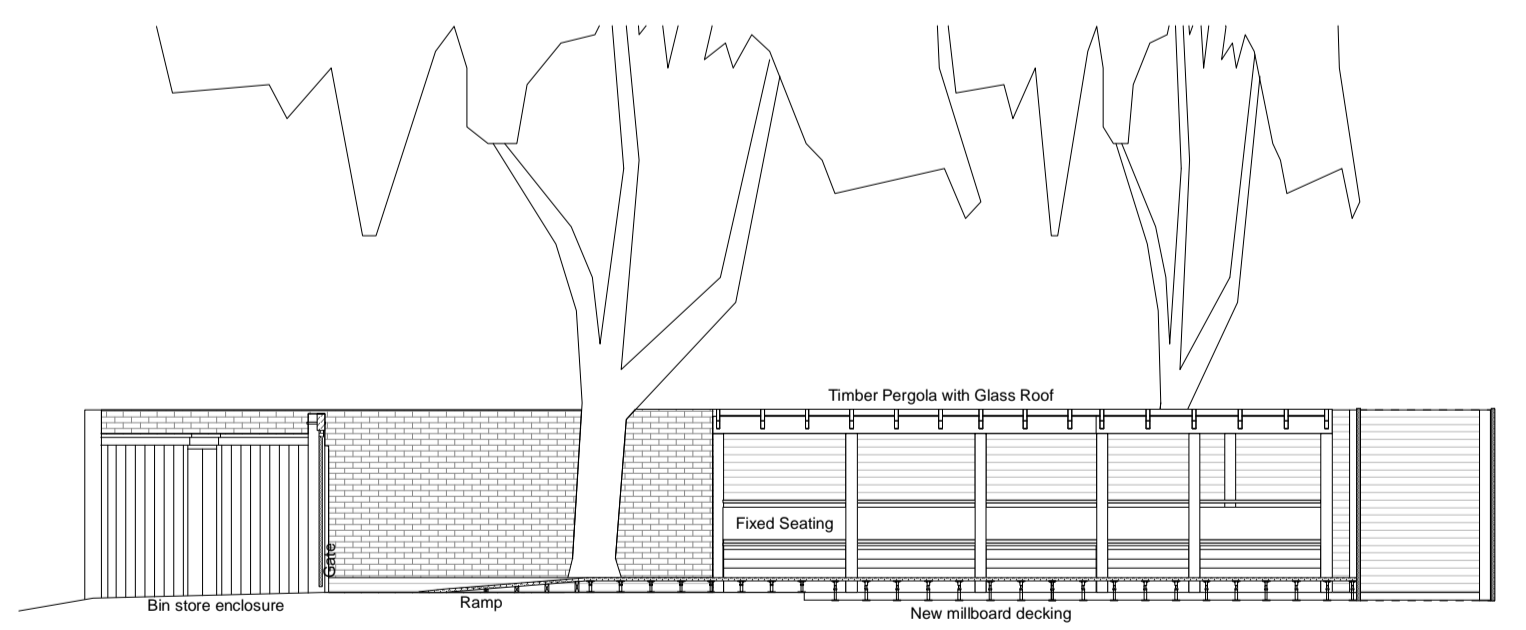 Timber Pergola with Glass Roof
Fixed Seating
Gate
Bin store enclosure
Ramp
New millboard decking